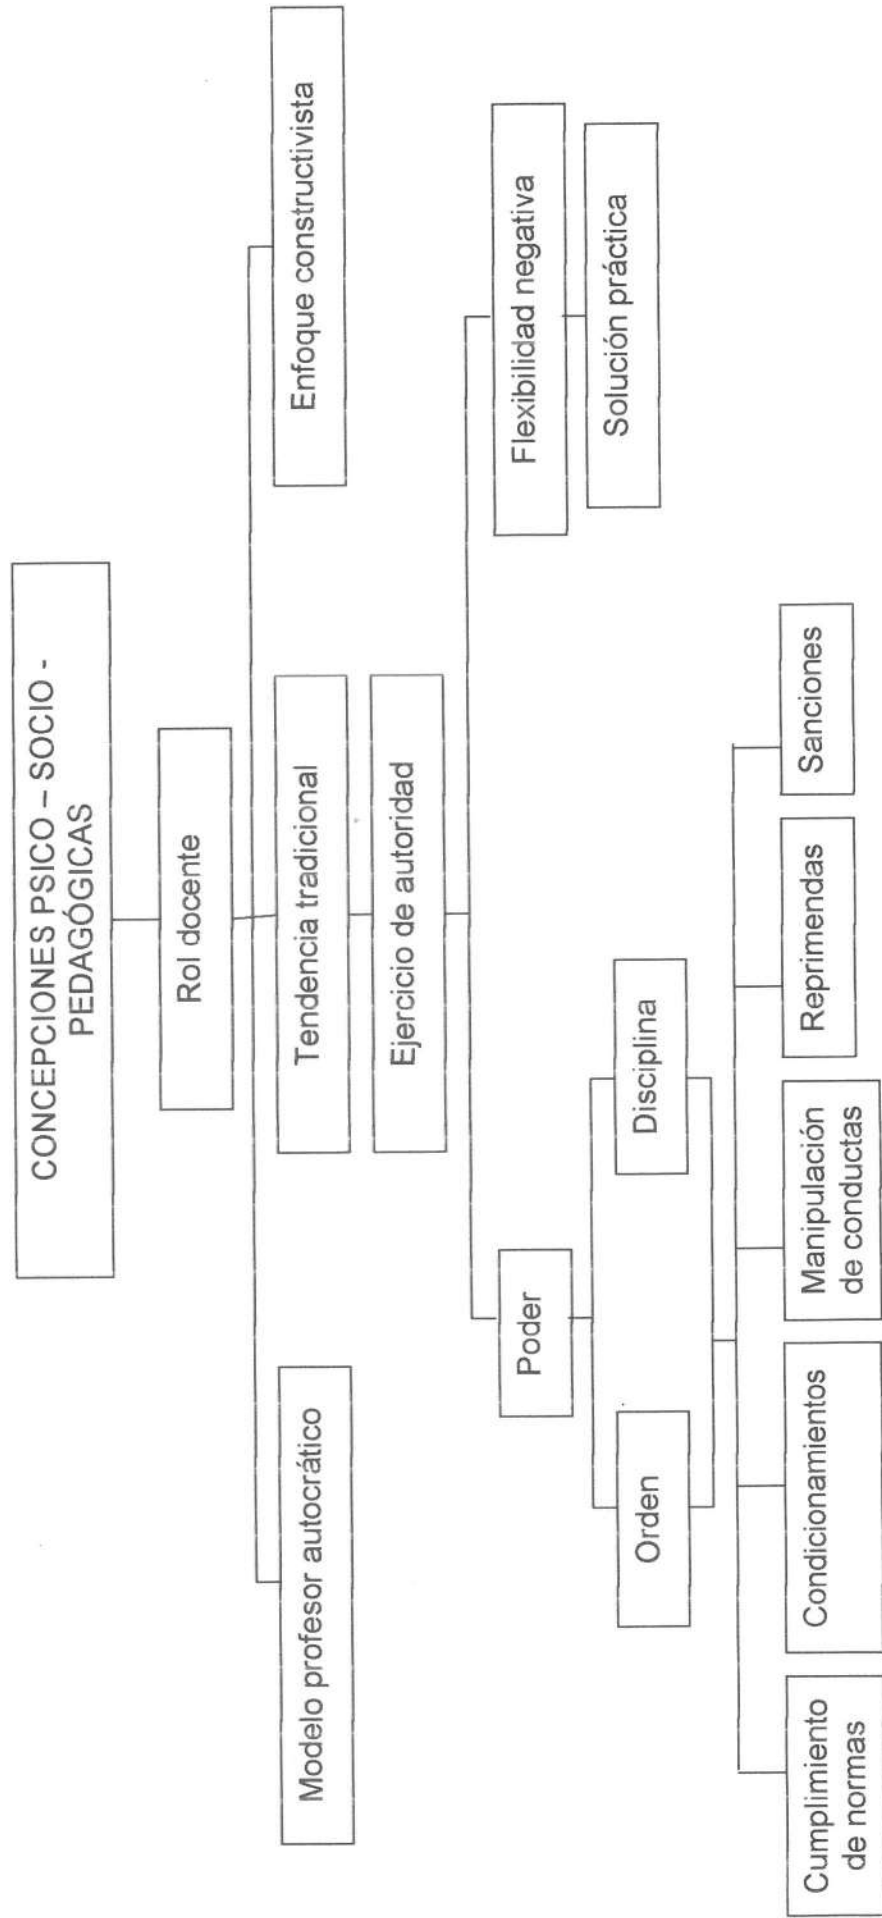 CONCEPCIONES PSICO – SOCIO -
PEDAGÓGICAS
Rol docente
Modelo profesor autocrático
Tendencia tradicional
Enfoque constructivista
Ejercicio de autoridad
Poder
Flexibilidad negativa
Orden
Disciplina
Solución práctica
Cumplimiento
de normas
Condicionamientos
Manipulación
de conductas
Reprimendas
Sanciones